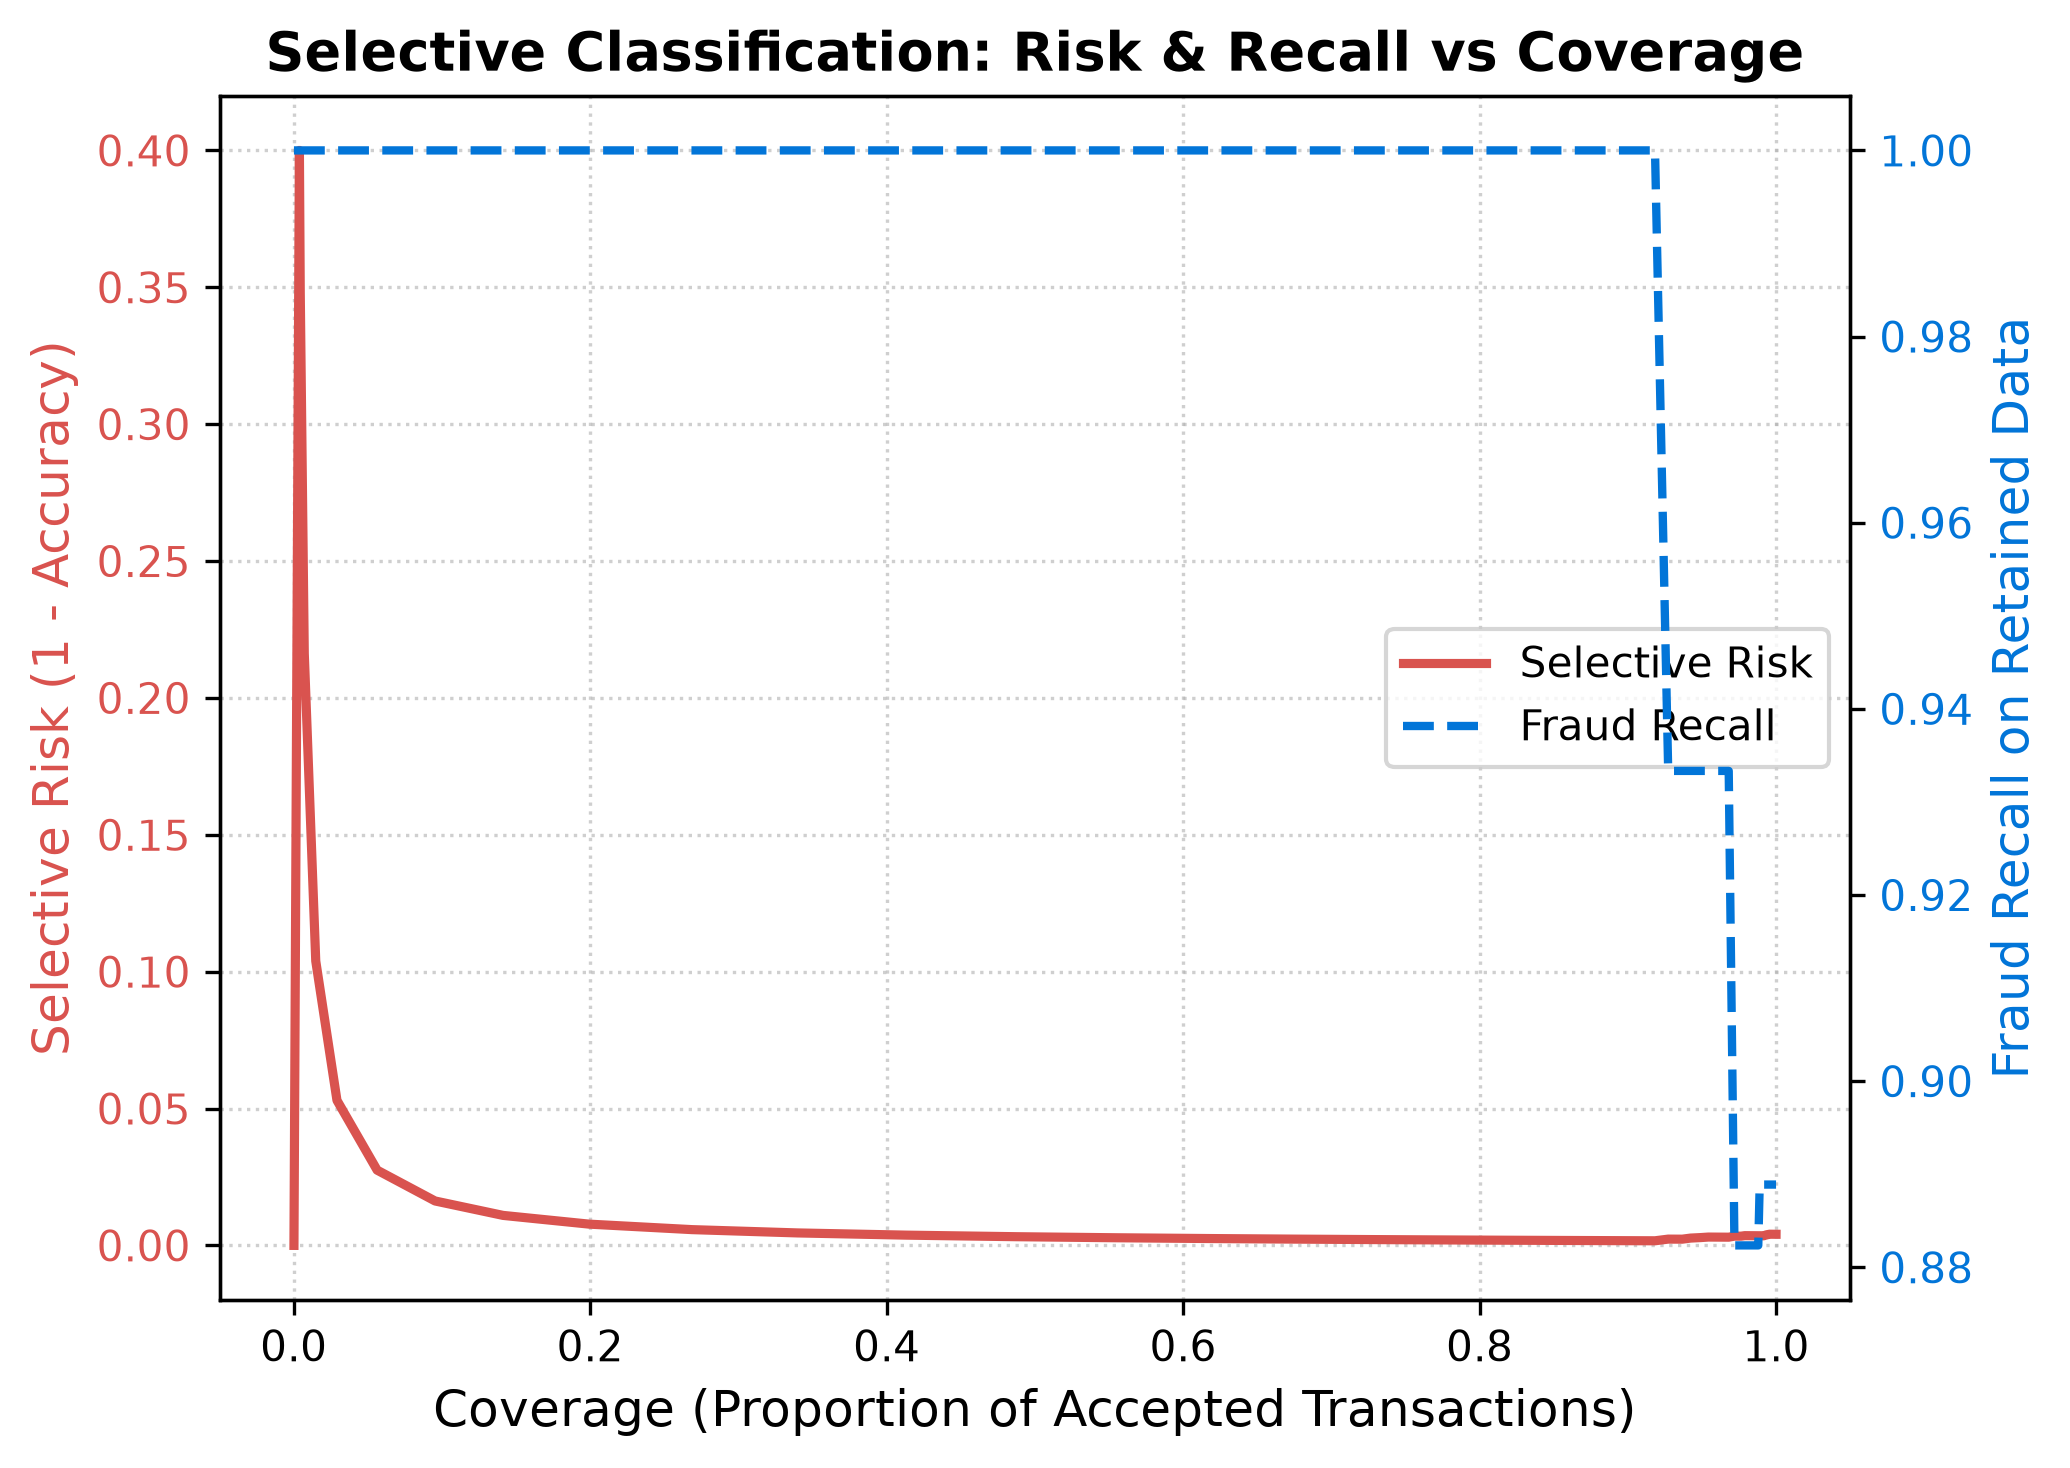 Selective Classification: Risk & Recall vs Coverage
Selective Risk (1 - Accuracy)
0.40
0.35
0.30
0.25
0.20
0.15
0.10
0.05
0.00
Selective Risk
Fraud Recall
1.00
0.98
0.96
0.94
0.92
0.90
0.88
Fraud Recall on Retained Data
0.0 0.2 0.4 0.6 0.8 1.0
Coverage (Proportion of Accepted Transactions)